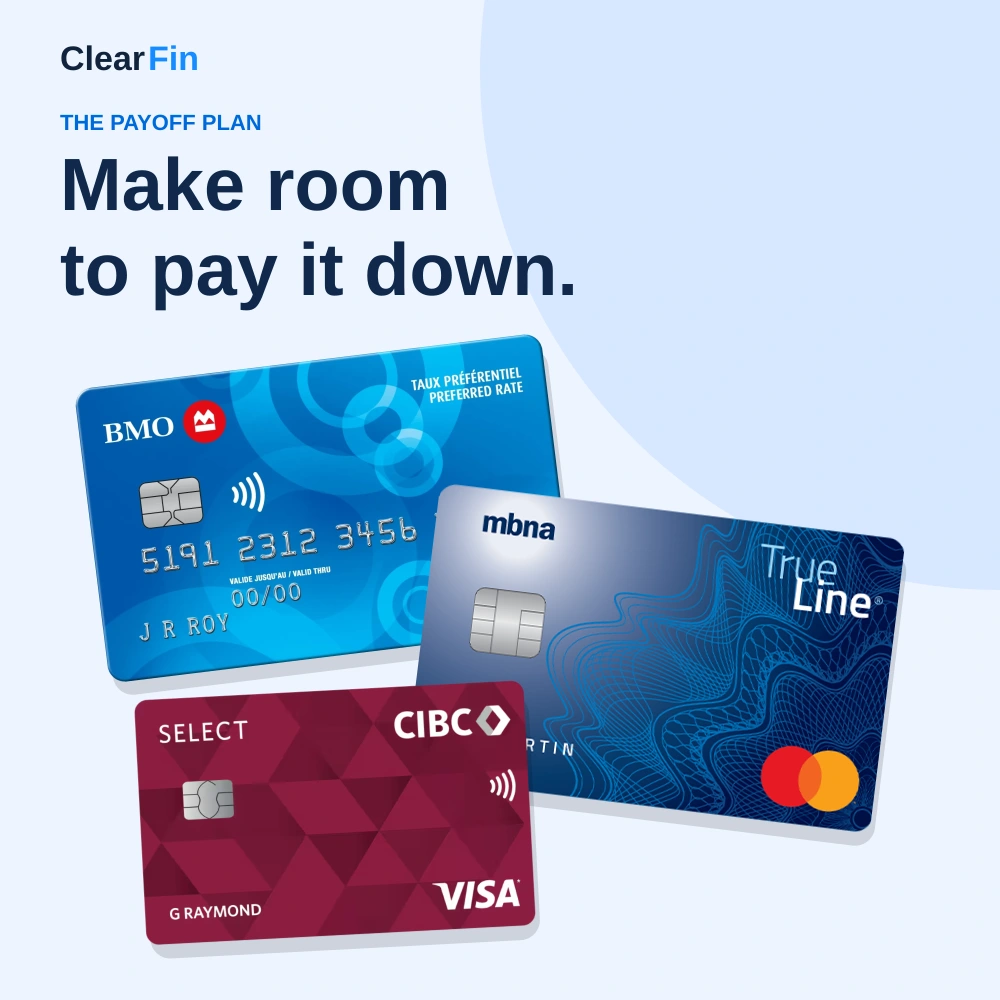 ClearFin
THE PAYOFF PLAN
Make room
to pay it down.
BMO
TAUX PRÉFÉRENTIEL
PREFERRED RATE
5191 2312 3456
VALIDE JUSQU'AU / VALID THRU
00/00
J R ROY
mbna
True
Line®
RTIN
SELECT
CIBC
G RAYMOND
VISA